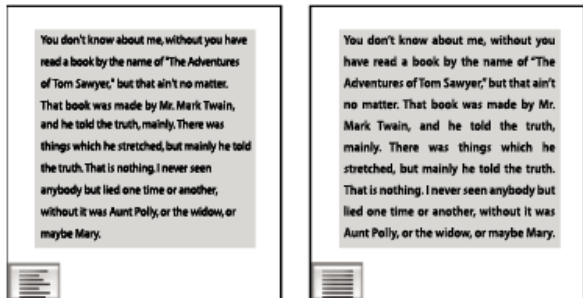 You don't know about me, without you have
read a book by the name of "The Adventures
of Tom Sawyer," but that ain't no matter.
That book was made by Mr. Mark Twain,
and he told the truth, mainly. There was
things which he stretched, but mainly he told
the truth. That is nothing. I never seen
anybody but lied one time or another,
without it was Aunt Polly, or the widow, or
maybe Mary.
You don't know about me, without you
have read a book by the name of "The
Adventures of Tom Sawyer," but that ain't
no matter. That book was made by Mr.
Mark Twain, and he told the truth,
mainly. There was things which he
stretched, but mainly he told the truth.
That is nothing. I never seen anybody but
lied one time or another, without it was
Aunt Polly, or the widow, or maybe Mary.